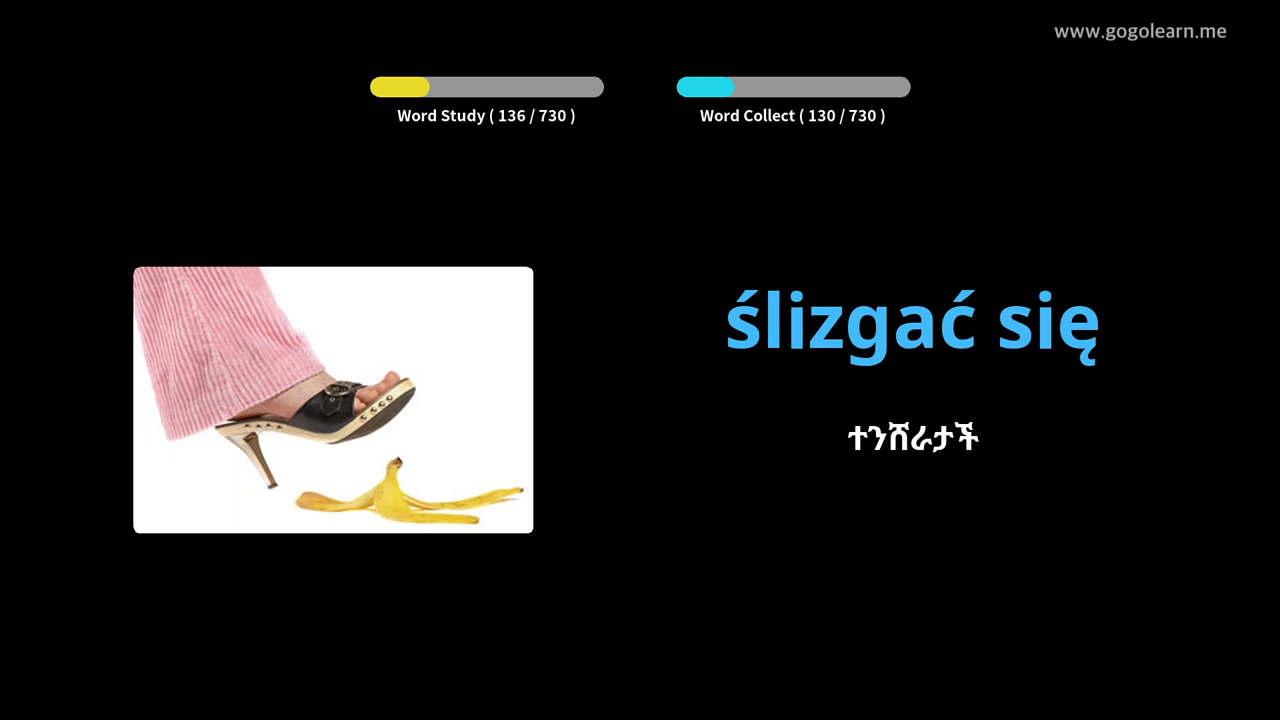 www.gogolearn.me
Word Study ( 136 / 730 )
Word Collect ( 130 / 730 )
ślizgać się
ተንሸራታች